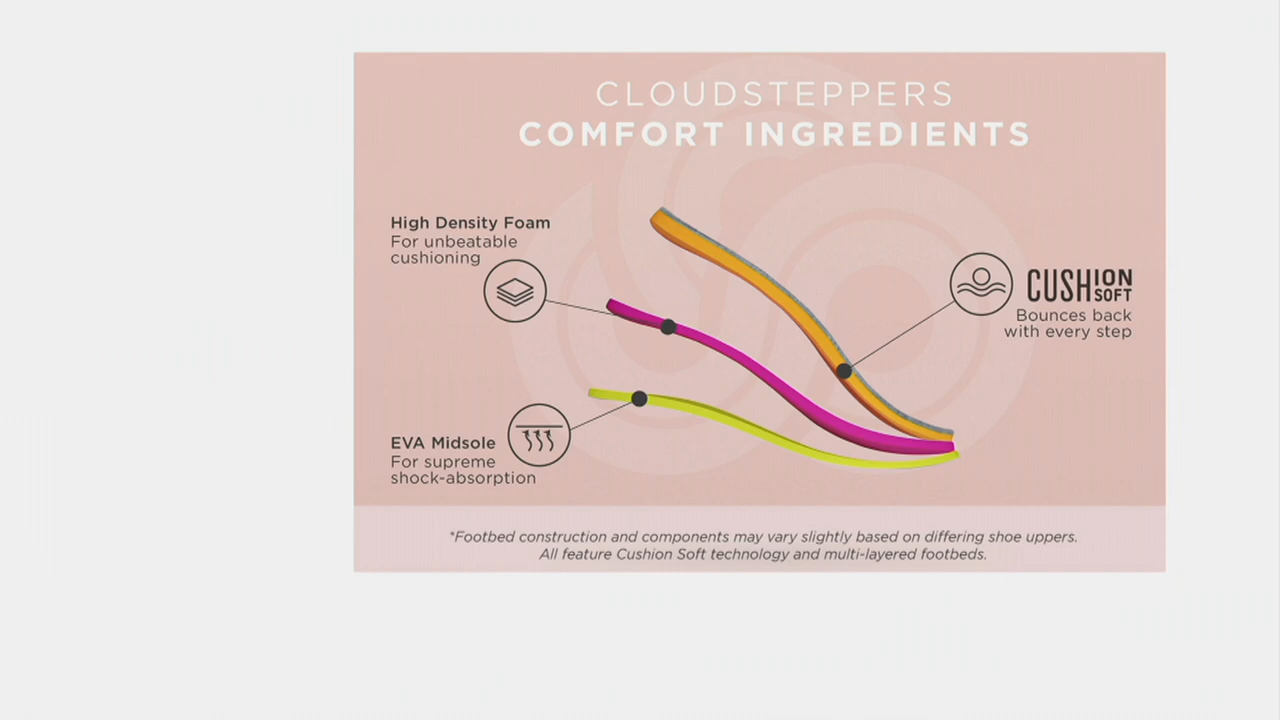 CLOUDSTEPPERS
COMFORT INGREDIENTS
High Density Foam
For unbeatable
cushioning
CUSHION SOFT
Bounces back
with every step
EVA Midsole
For supreme
shock-absorption
*Footbed construction and components may vary slightly based on differing shoe uppers.
All feature Cushion Soft technology and multi-layered footbeds.